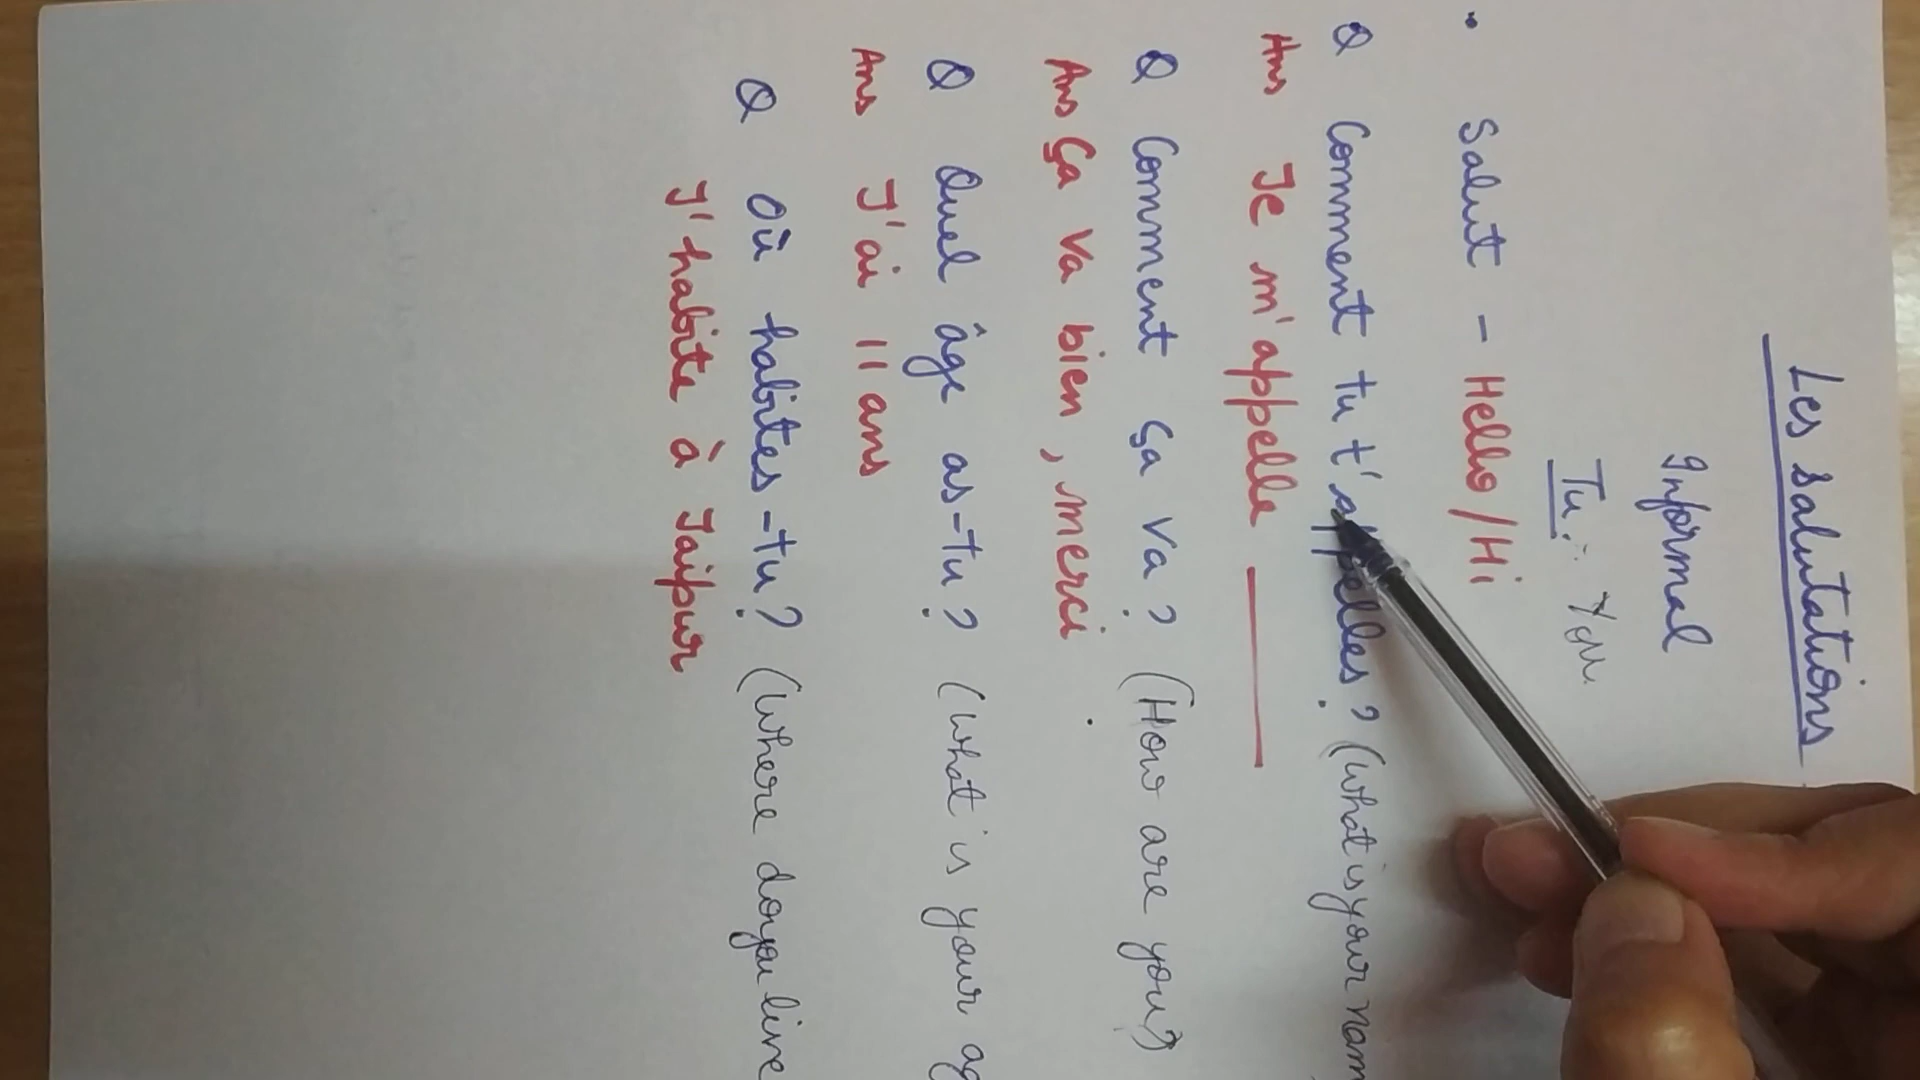 Les salutations
Informal
Tu : You.
• Salut - Hello/Hi
Q Comment tu t'appelles? (What is your nam
Ans Je m'appelle
Q Comment ça va? (How are you?)
Ans Ça va bien, merci
Q Quel âge as-tu? (What is your ag
Ans J'ai 11 ans
Q Où habites-tu? (Where do you live
J'habite à Jaipur